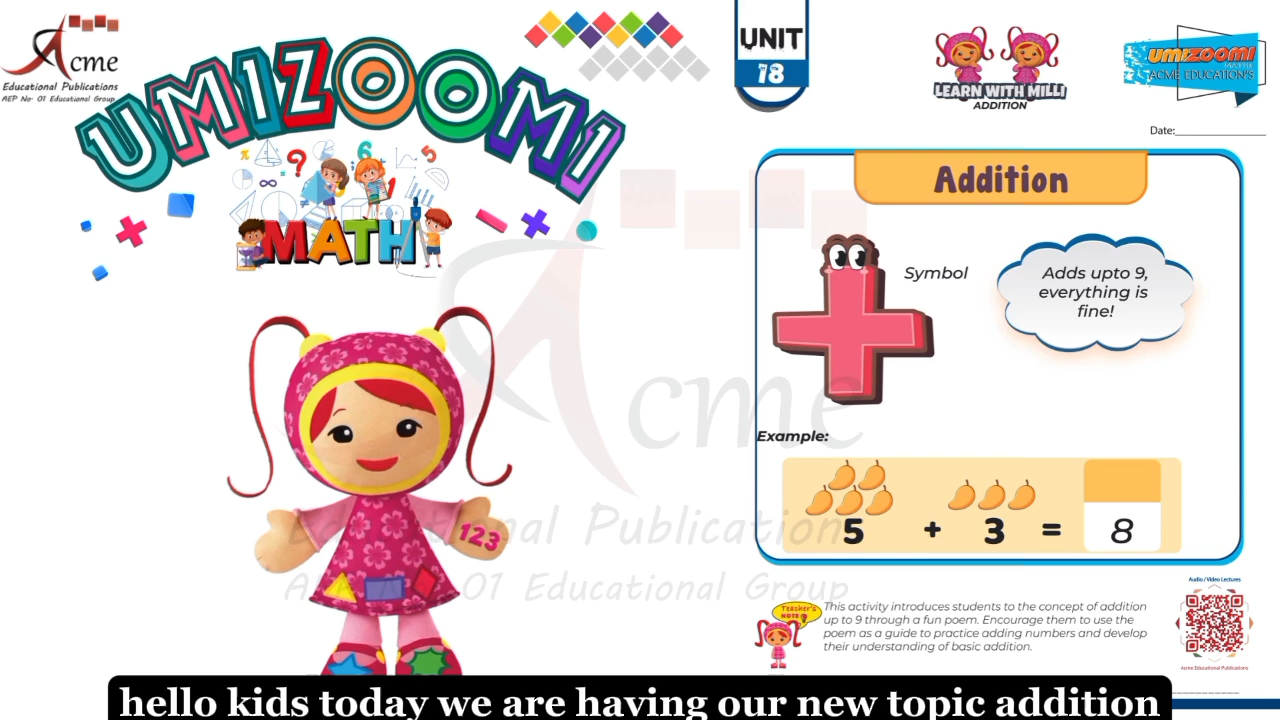 Acme
Educational Publications
AEP No- 01 Educational Group
UMIZOOMI
MATH
123
UNIT
18
LEARN WITH MILLI
ADDITION
UMIZOOMI
MATH
ACME EDUCATION'S
Date:
Addition
Symbol
Adds upto 9,
everything is
fine!
Example:
5 + 3 = 8
Teacher's
NOTE
This activity introduces students to the concept of addition
up to 9 through a fun poem. Encourage them to use the
poem as a guide to practice adding numbers and develop
their understanding of basic addition.
Audio / Video Lectures
Acme Educational Publications
Acme
Educational Publication
AEP No- 01 Educational Group
hello kids today we are having our new topic addition